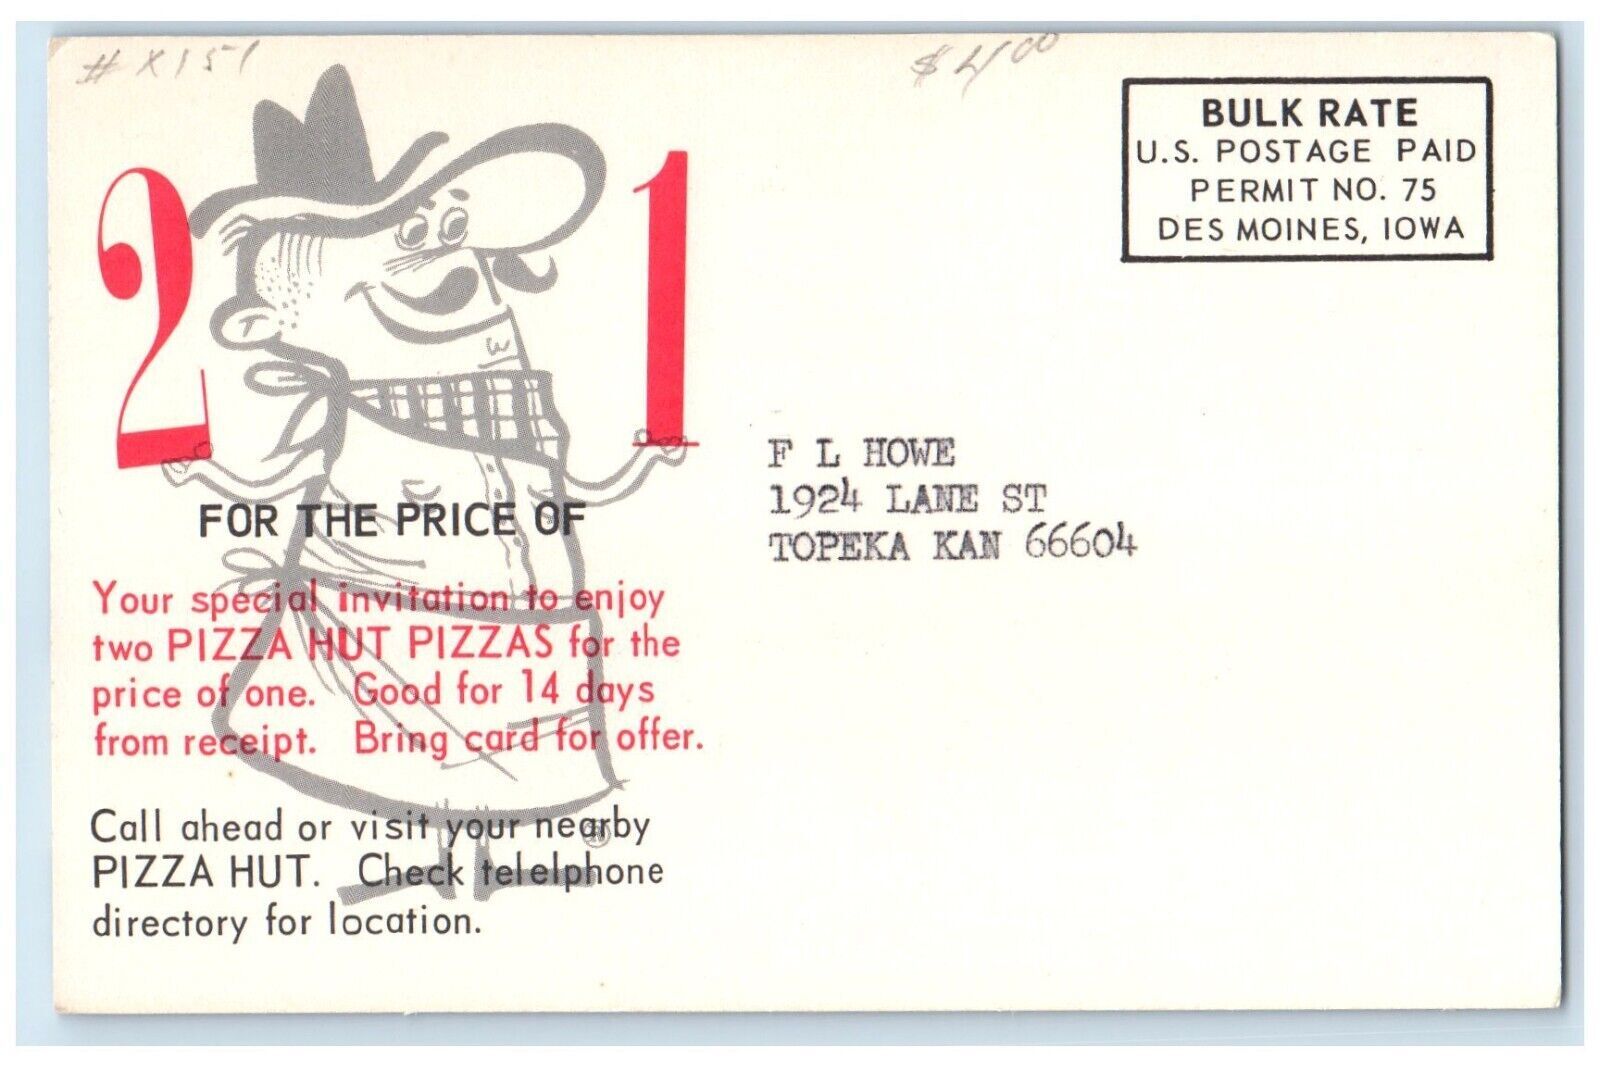 # X151
$4.00
BULK RATE
U.S. POSTAGE PAID
PERMIT NO. 75
DES MOINES, IOWA
2 1
FOR THE PRICE OF
Your special invitation to enjoy
two PIZZA HUT PIZZAS for the
price of one. Good for 14 days
from receipt. Bring card for offer.
Call ahead or visit your nearby
PIZZA HUT. Check telelphone
directory for location.
®
F L HOWE
1924 LANE ST
TOPEKA KAN 66604